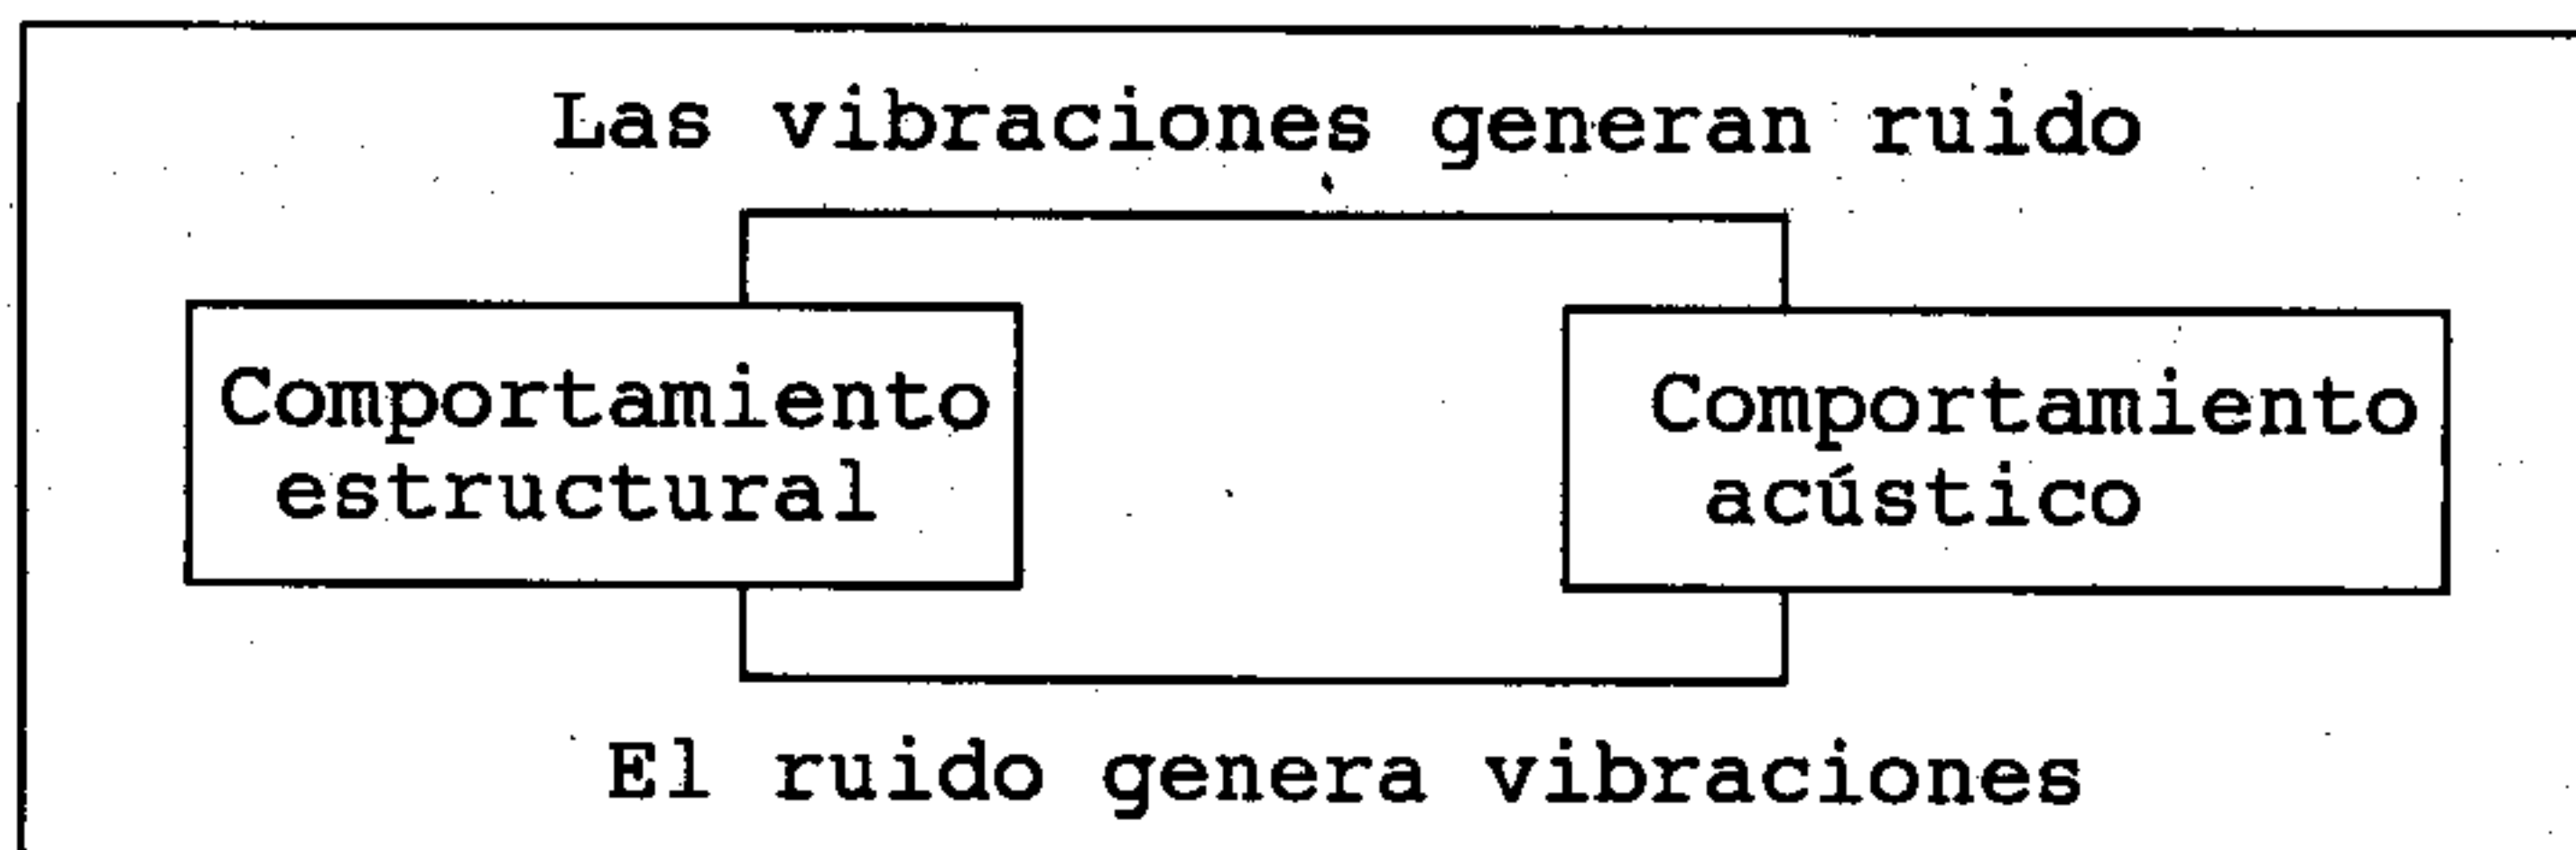 Las vibraciones generan ruido
Comportamiento
estructural
Comportamiento
acústico
El ruido genera vibraciones